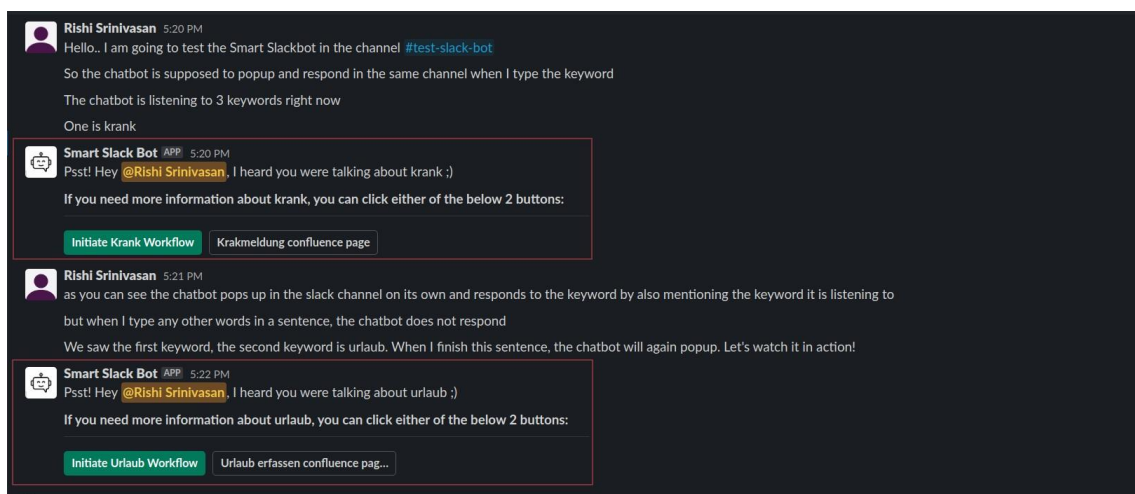 Rishi Srinivasan 5:20 PM
Hello.. I am going to test the Smart Slackbot in the channel #test-slack-bot
So the chatbot is supposed to popup and respond in the same channel when I type the keyword
The chatbot is listening to 3 keywords right now
One is krank
Smart Slack Bot APP 5:20 PM
Psst! Hey @Rishi Srinivasan, I heard you were talking about krank ;)
If you need more information about krank, you can click either of the below 2 buttons:
Initiate Krank Workflow Krakmeldung confluence page
Rishi Srinivasan 5:21 PM
as you can see the chatbot pops up in the slack channel on its own and responds to the keyword by also mentioning the keyword it is listening to
but when I type any other words in a sentence, the chatbot does not respond
We saw the first keyword, the second keyword is urlaub. When I finish this sentence, the chatbot will again popup. Let's watch it in action!
Smart Slack Bot APP 5:22 PM
Psst! Hey @Rishi Srinivasan, I heard you were talking about urlaub ;)
If you need more information about urlaub, you can click either of the below 2 buttons:
Initiate Urlaub Workflow Urlaub erfassen confluence pag...